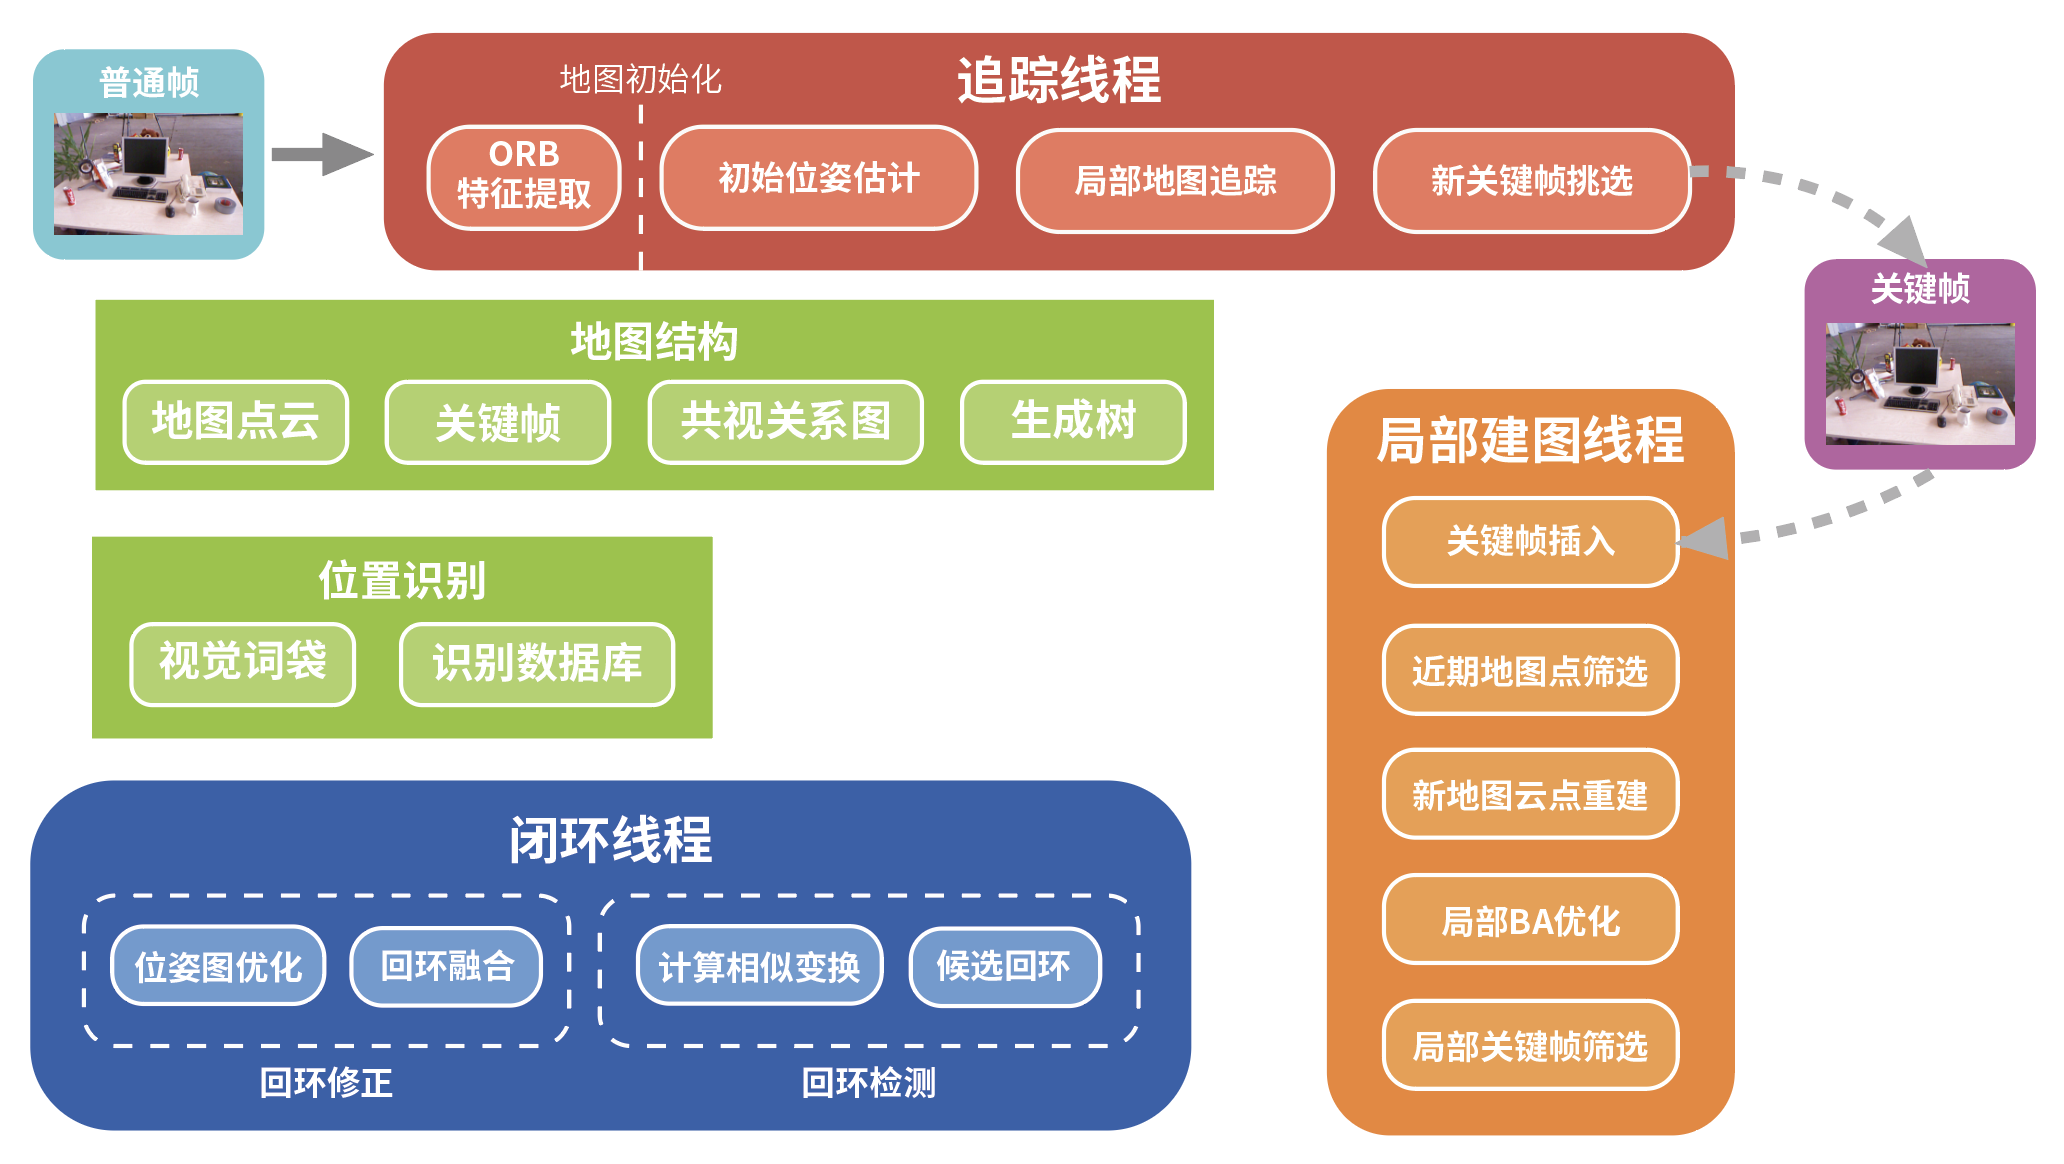 普通帧
地图初始化
追踪线程
ORB
特征提取
初始位姿估计
局部地图追踪
新关键帧挑选
关键帧
地图结构
地图点云
关键帧
共视关系图
生成树
位置识别
视觉词袋
识别数据库
局部建图线程
关键帧插入
近期地图点筛选
新地图云点重建
局部BA优化
局部关键帧筛选
闭环线程
位姿图优化
回环融合
计算相似变换
候选回环
回环修正
回环检测